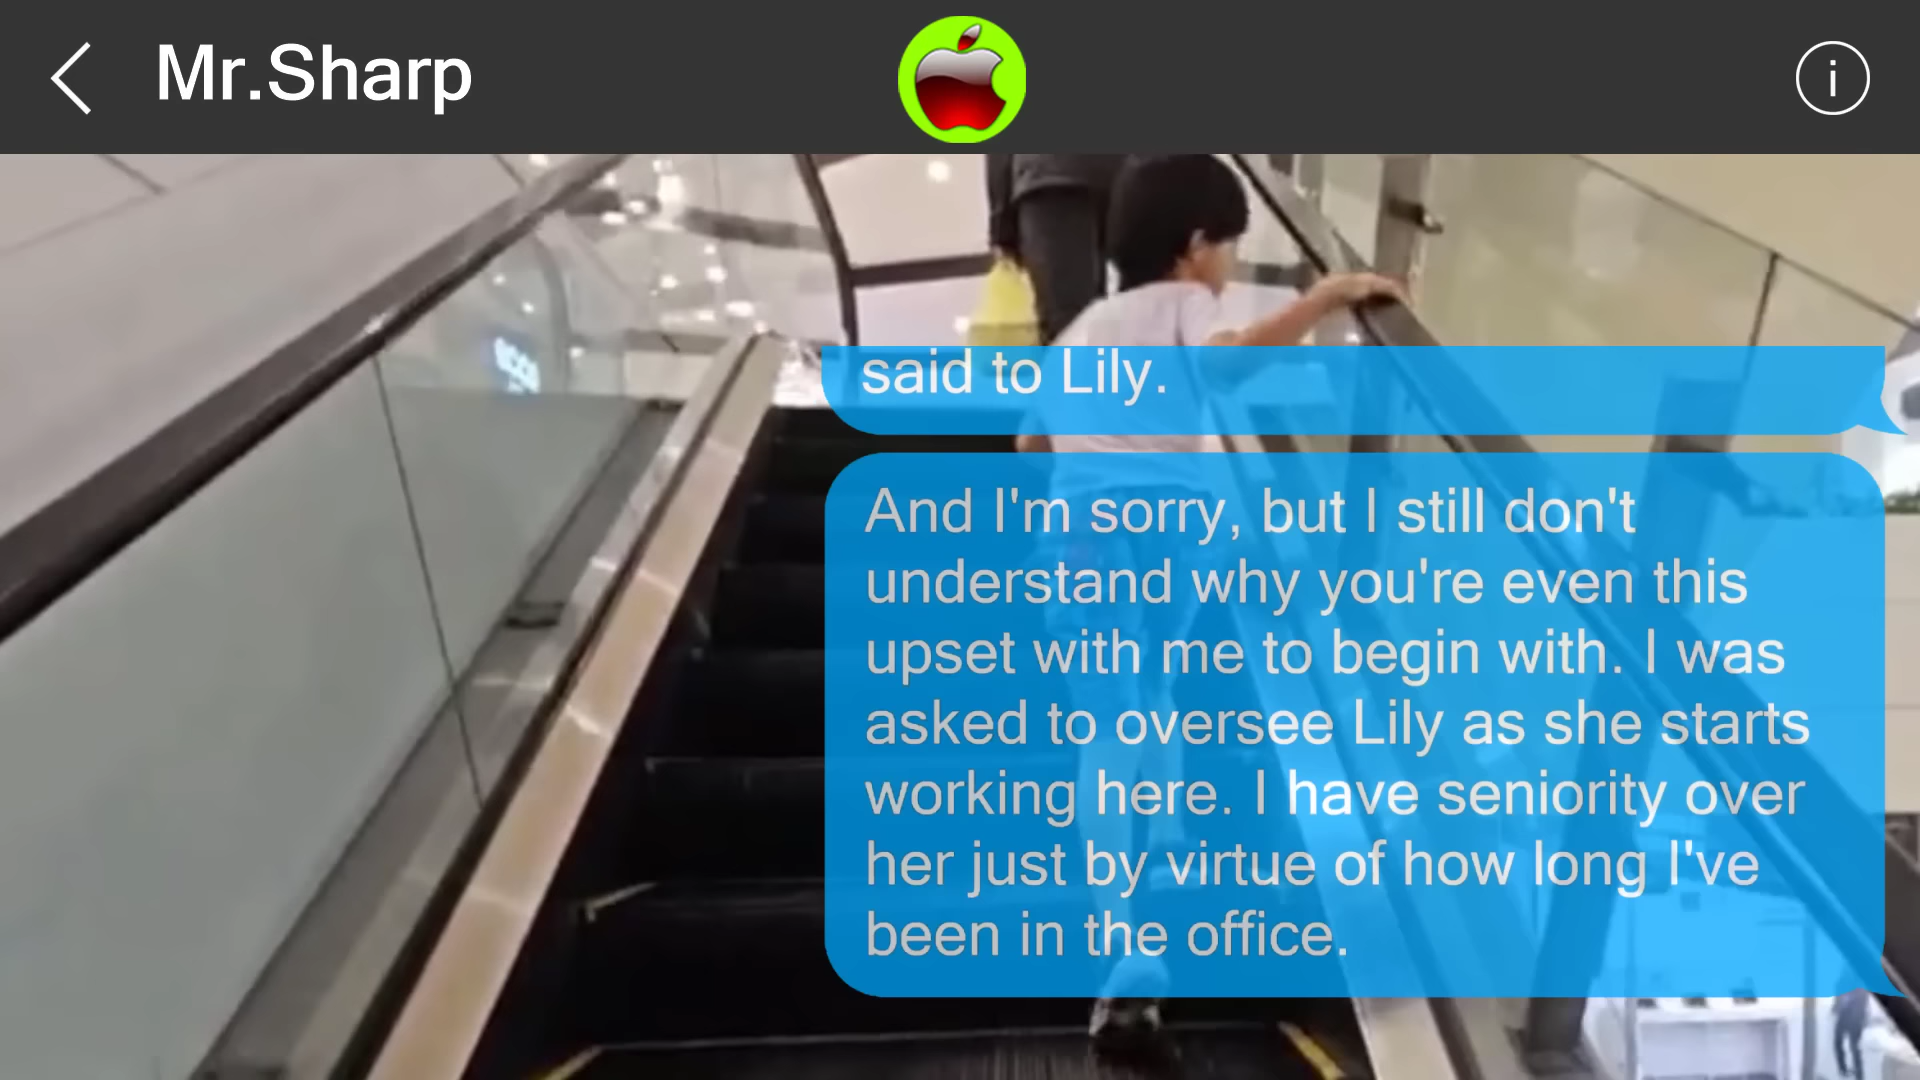 Mr.Sharp
i
said to Lily.
And I'm sorry, but I still don't
understand why you're even this
upset with me to begin with. I was
asked to oversee Lily as she starts
working here. I have seniority over
her just by virtue of how long I've
been in the office.